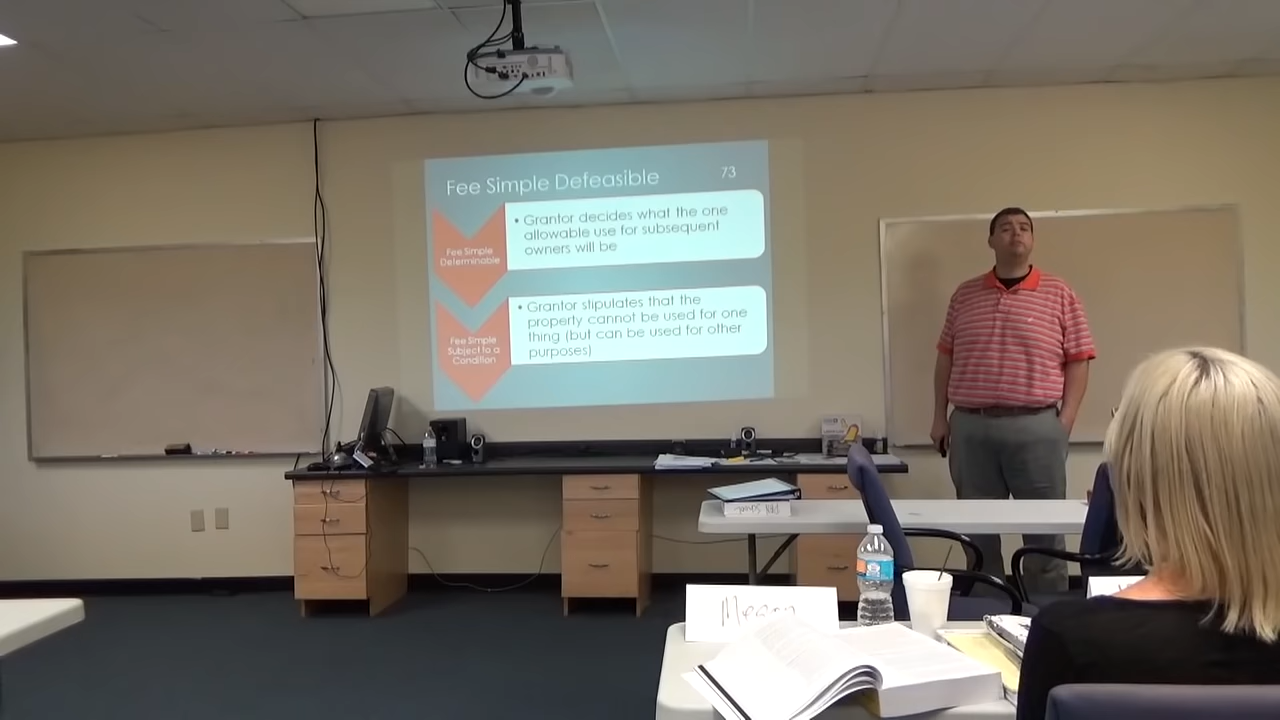 Fee Simple Defeasible
73
Fee Simple
Determinable
• Grantor decides what the one
allowable use for subsequent
owners will be
Fee Simple
Subject to a
Condition
• Grantor stipulates that the
property cannot be used for one
thing (but can be used for other
purposes)